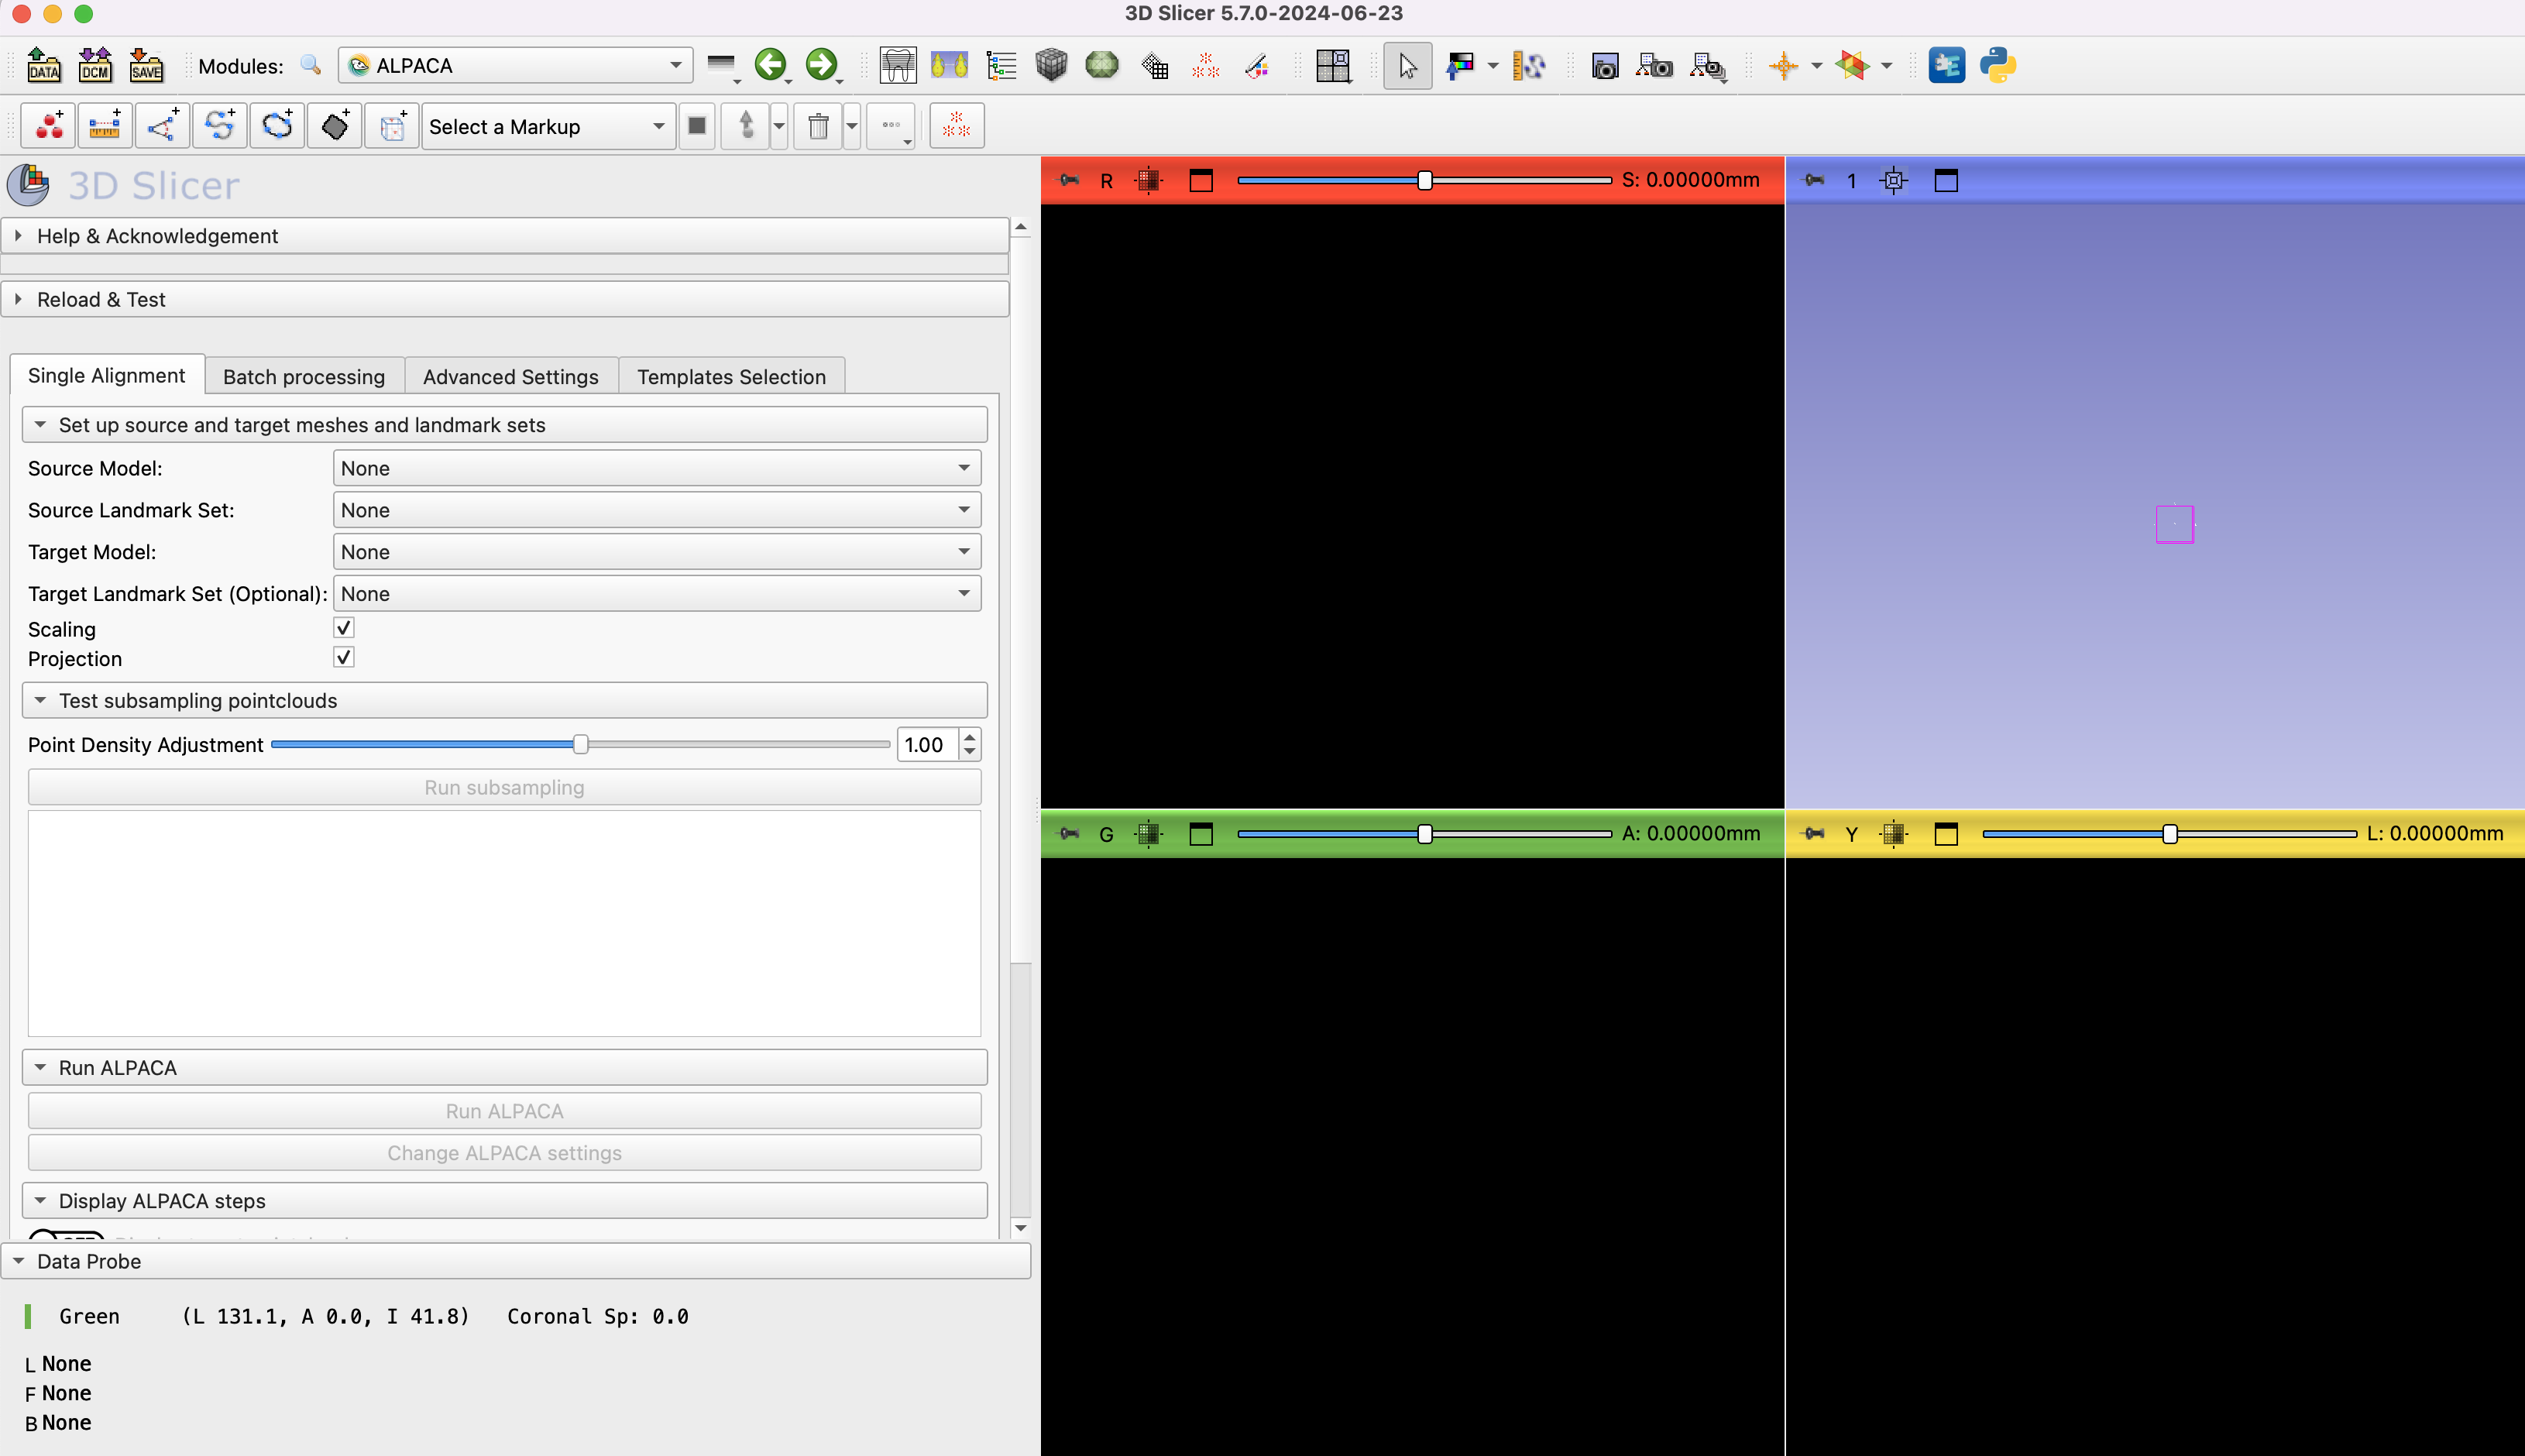 3D Slicer 5.7.0-2024-06-23
DATA DCM SAVE Modules: ALPACA
Select a Markup
3D Slicer
Help & Acknowledgement
Reload & Test
Single Alignment Batch processing Advanced Settings Templates Selection
Set up source and target meshes and landmark sets
Source Model: None
Source Landmark Set: None
Target Model: None
Target Landmark Set (Optional): None
Scaling
Projection
Test subsampling pointclouds
Point Density Adjustment 1.00
Run subsampling
Run ALPACA
Run ALPACA
Change ALPACA settings
Display ALPACA steps
Data Probe
Green (L 131.1, A 0.0, I 41.8) Coronal Sp: 0.0
L None
F None
B None
R S: 0.00000mm
1
G A: 0.00000mm
Y L: 0.00000mm